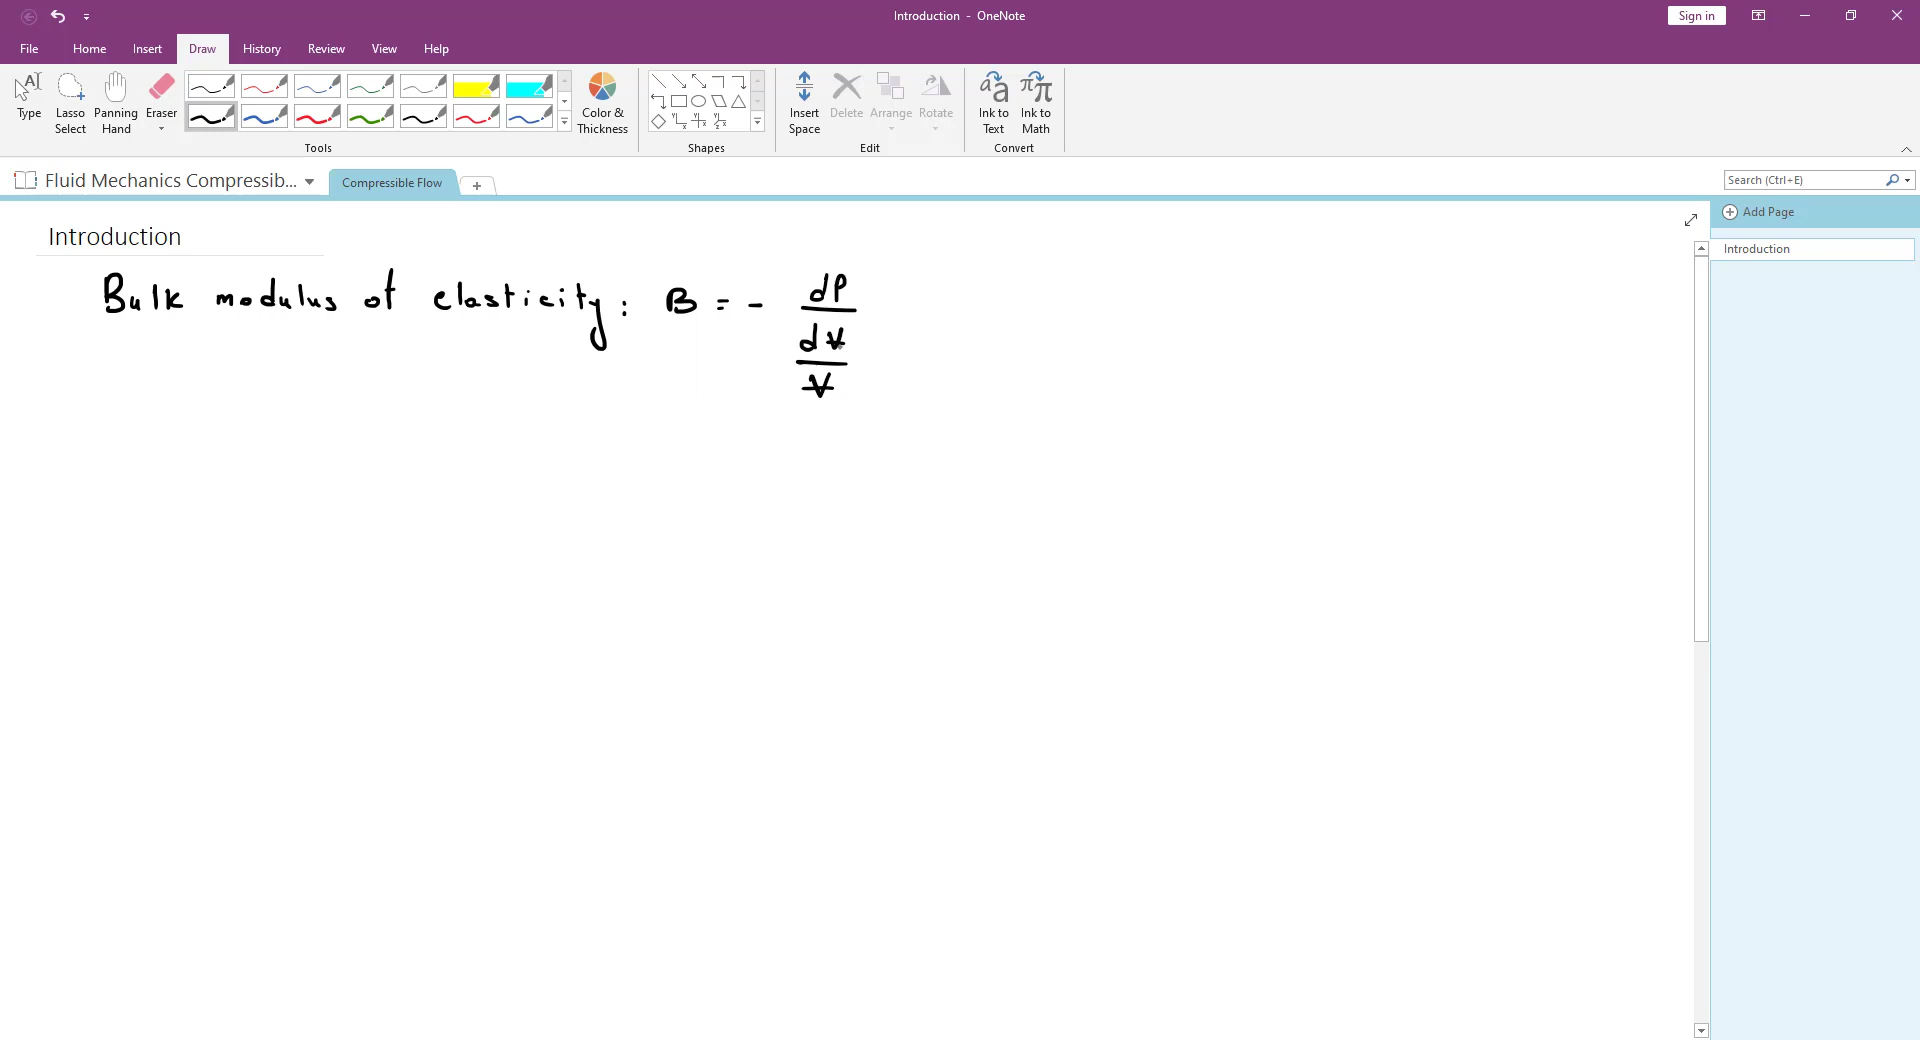 Introduction - OneNote
Sign in
File Home Insert Draw History Review View Help
Type
Lasso Select
Panning Hand
Eraser
Color & Thickness
Insert Space
Delete
Arrange
Rotate
Ink to Text
Ink to Math
Tools
Shapes
Edit
Convert
Fluid Mechanics Compressib...
Compressible Flow
Search (Ctrl+E)
Add Page
Introduction
Introduction
Bulk modulus of elasticity: B = - dP
dV
V